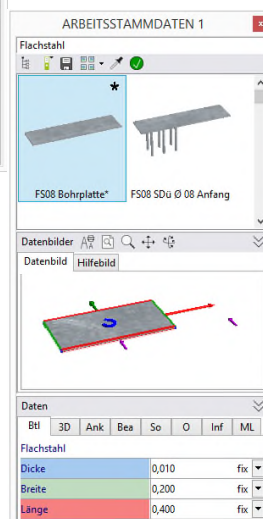 ARBEITSSTAMMDATEN 1
Flachstahl
*
FS08 Bohrplatte* FS08 SDü Ø 08 Anfang
Datenbilder
Datenbild Hilfebild
Daten
Btl 3D Ank Bea So O Inf ML
Flachstahl
Dicke 0,010 fix
Breite 0,200 fix
Länge 0,400 fix